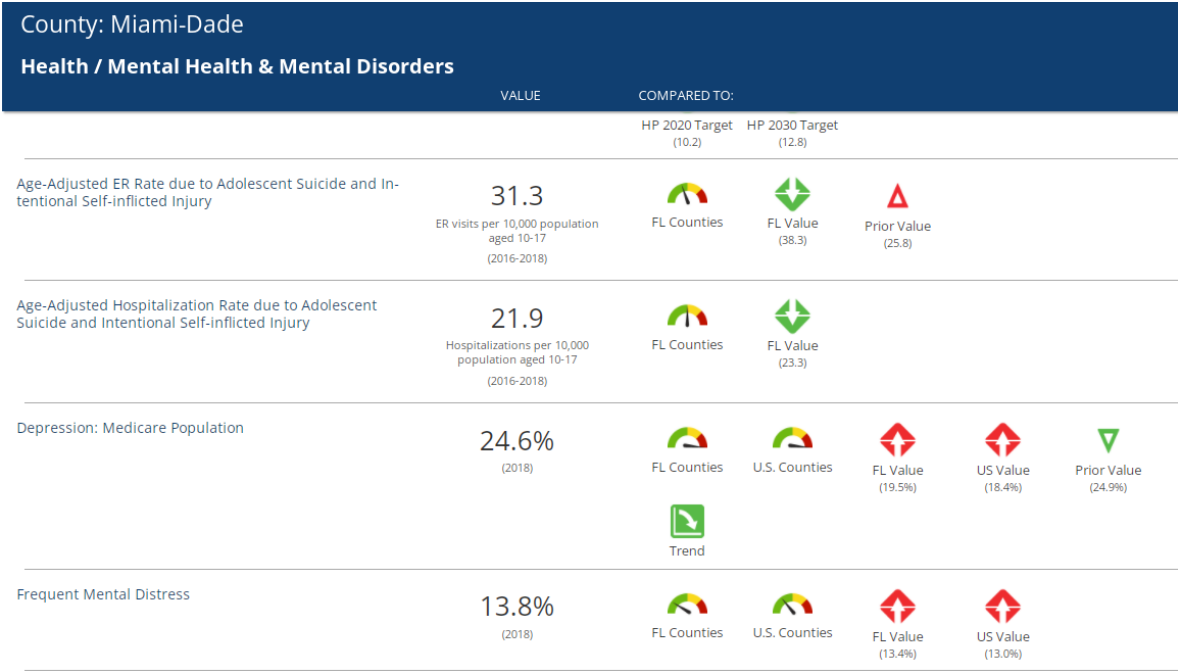 County: Miami-Dade
Health / Mental Health & Mental Disorders
VALUE COMPARED TO:
HP 2020 Target HP 2030 Target
(10.2) (12.8)
Age-Adjusted ER Rate due to Adolescent Suicide and In-
tentional Self-inflicted Injury
31.3
ER visits per 10,000 population
aged 10-17
(2016-2018)
FL Counties FL Value Prior Value
(38.3) (25.8)
Age-Adjusted Hospitalization Rate due to Adolescent
Suicide and Intentional Self-inflicted Injury
21.9
Hospitalizations per 10,000
population aged 10-17
(2016-2018)
FL Counties FL Value
(23.3)
Depression: Medicare Population
24.6%
(2018)
FL Counties U.S. Counties FL Value US Value Prior Value
(19.5%) (18.4%) (24.9%)
Trend
Frequent Mental Distress
13.8%
(2018)
FL Counties U.S. Counties FL Value US Value
(13.4%) (13.0%)